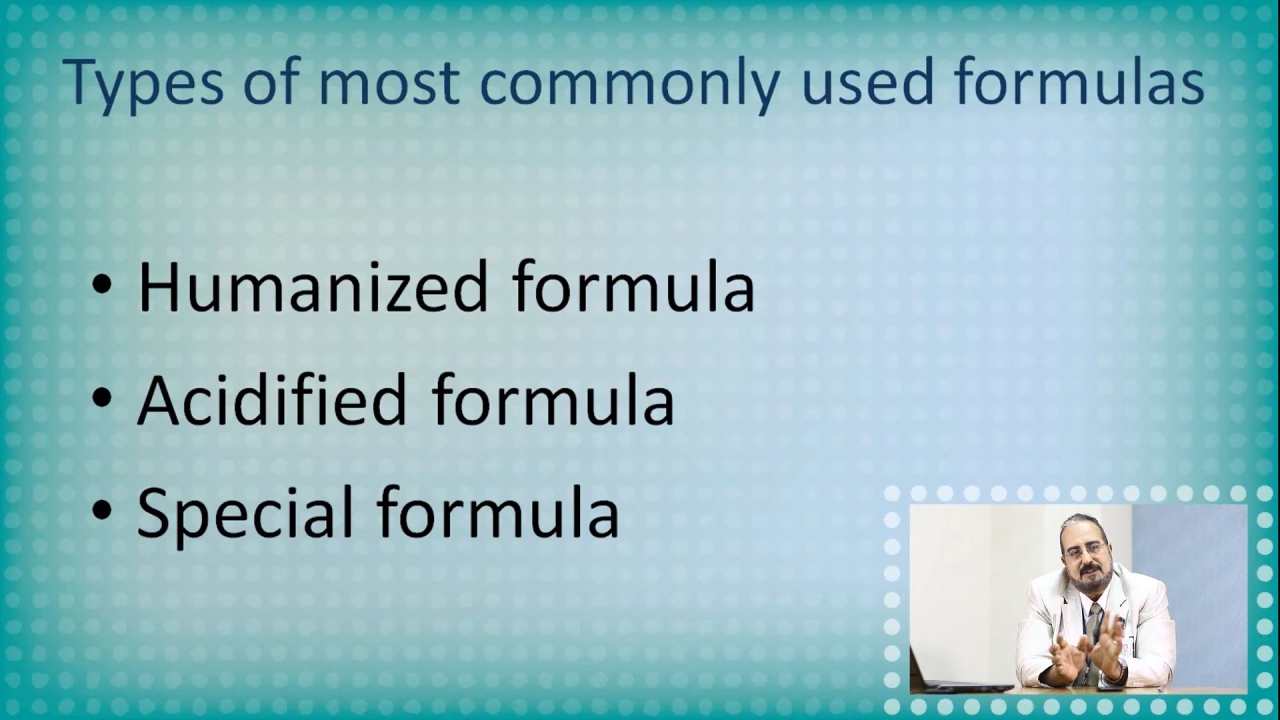 Types of most commonly used formulas
• Humanized formula
• Acidified formula
• Special formula